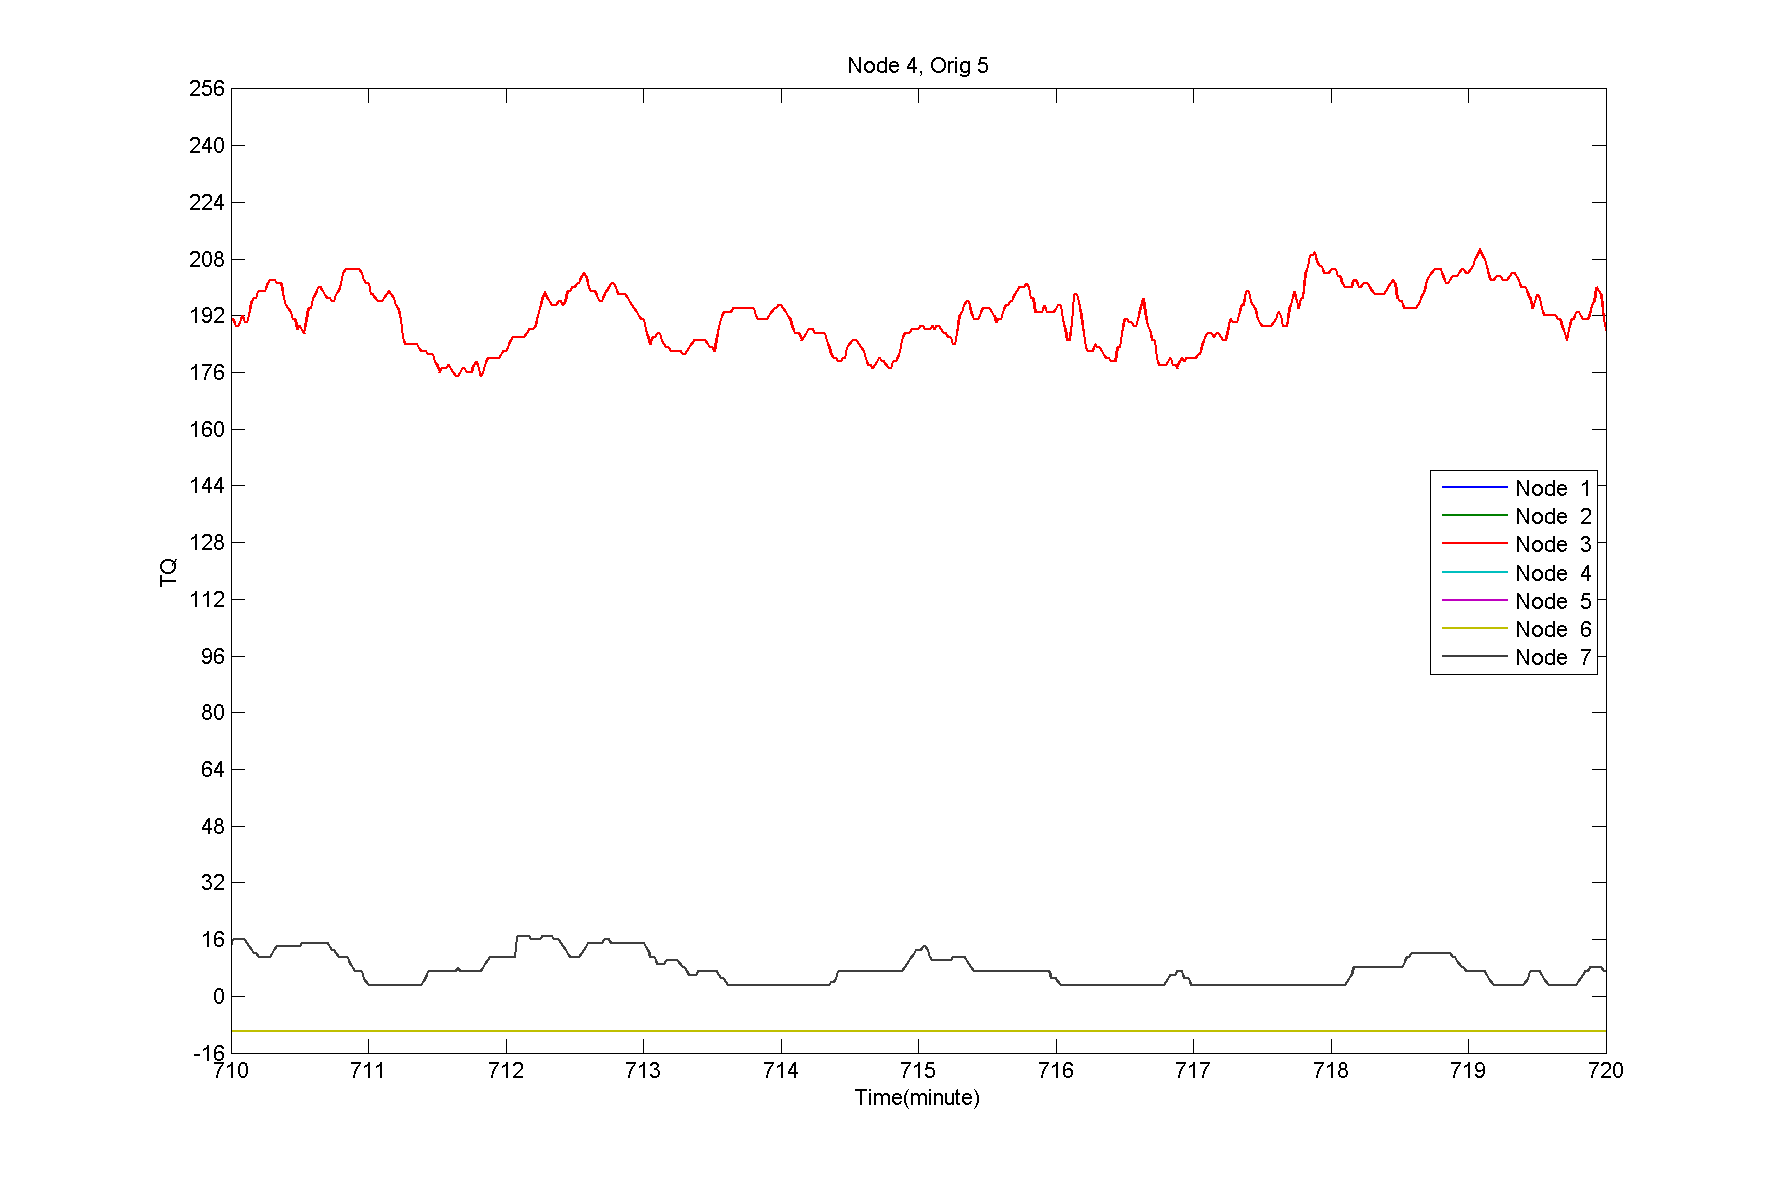 Node 4, Orig 5
256
240
224
208
192
176
160
144
128
112
96
80
64
48
32
16
0
-16
TQ
Node 1
Node 2
Node 3
Node 4
Node 5
Node 6
Node 7
710 711 712 713 714 715 716 717 718 719 720
Time(minute)